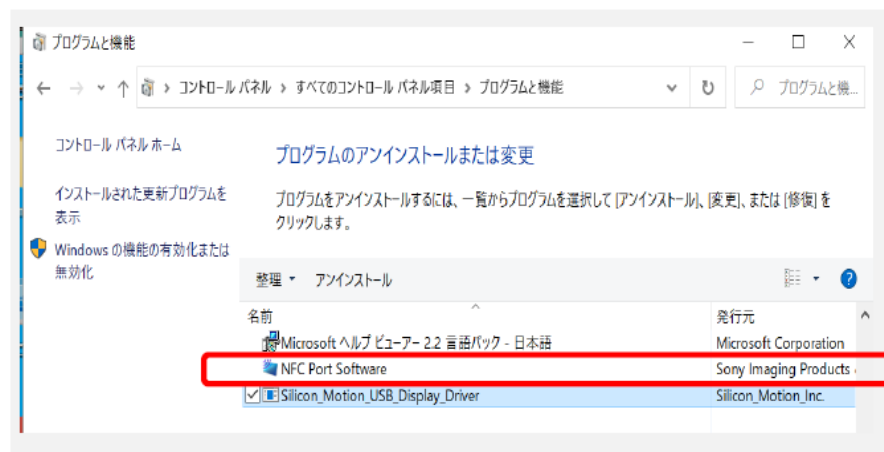 プログラムと機能
コントロール パネル › すべてのコントロール パネル項目 › プログラムと機能
プログラムと機...
コントロール パネル ホーム
インストールされた更新プログラムを
表示
Windows の機能の有効化または
無効化
プログラムのアンインストールまたは変更
プログラムをアンインストールするには、一覧からプログラムを選択して [アンインストール]、[変更]、または [修復] を
クリックします。
整理 アンインストール
名前 発行元
Microsoft ヘルプ ビューアー 2.2 言語パック - 日本語 Microsoft Corporation
NFC Port Software Sony Imaging Products
Silicon_Motion_USB_Display_Driver Silicon_Motion_Inc.